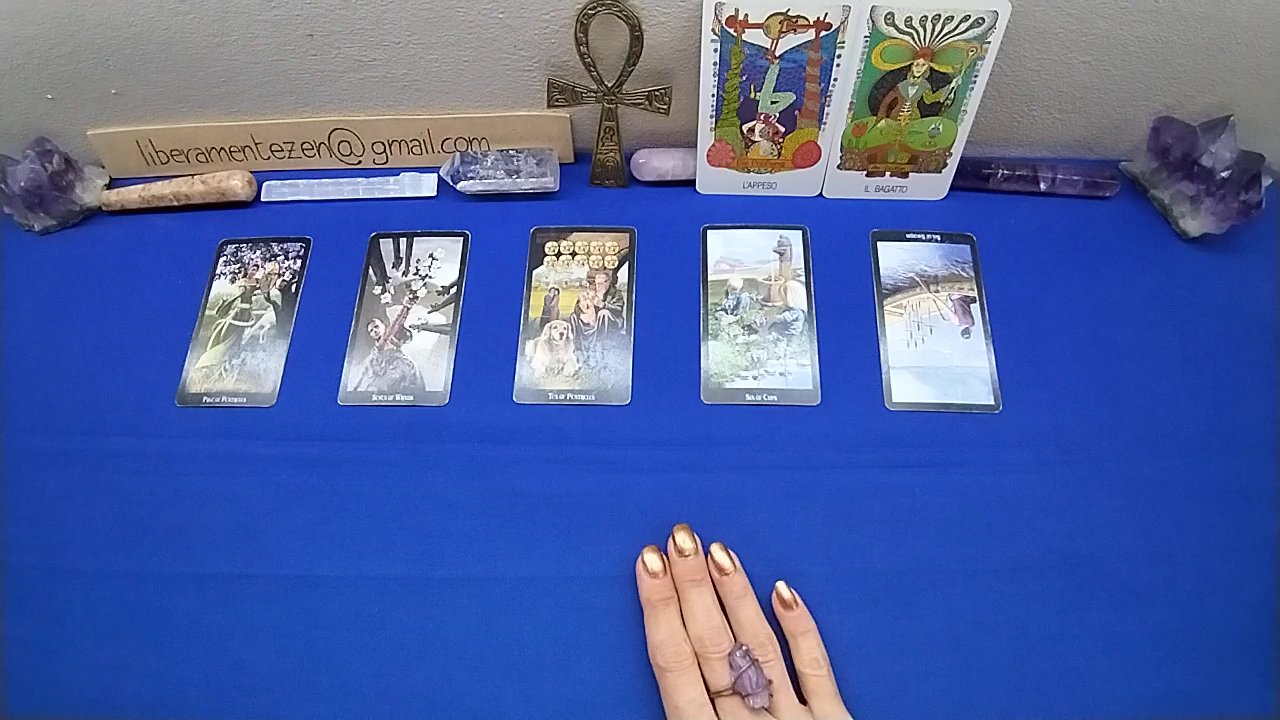 liberamentezen@gmail.com
L'APPESO
IL BAGATTO
PAGE OF PENTACLES
SEVEN OF WANDS
TEN OF PENTACLES
SIX OF CUPS